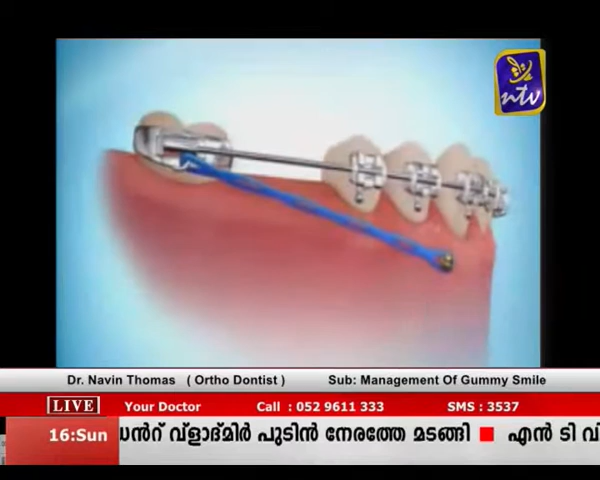 ntv
Dr. Navin Thomas ( Ortho Dontist ) Sub: Management Of Gummy Smile
LIVE Your Doctor Call : 052 9611 333 SMS : 3537
16:Sun ഡൻറ് വ്ളാദ്മിർ പുടിൻ നേരത്തേ മടങ്ങി ■ എൻ ടി വി